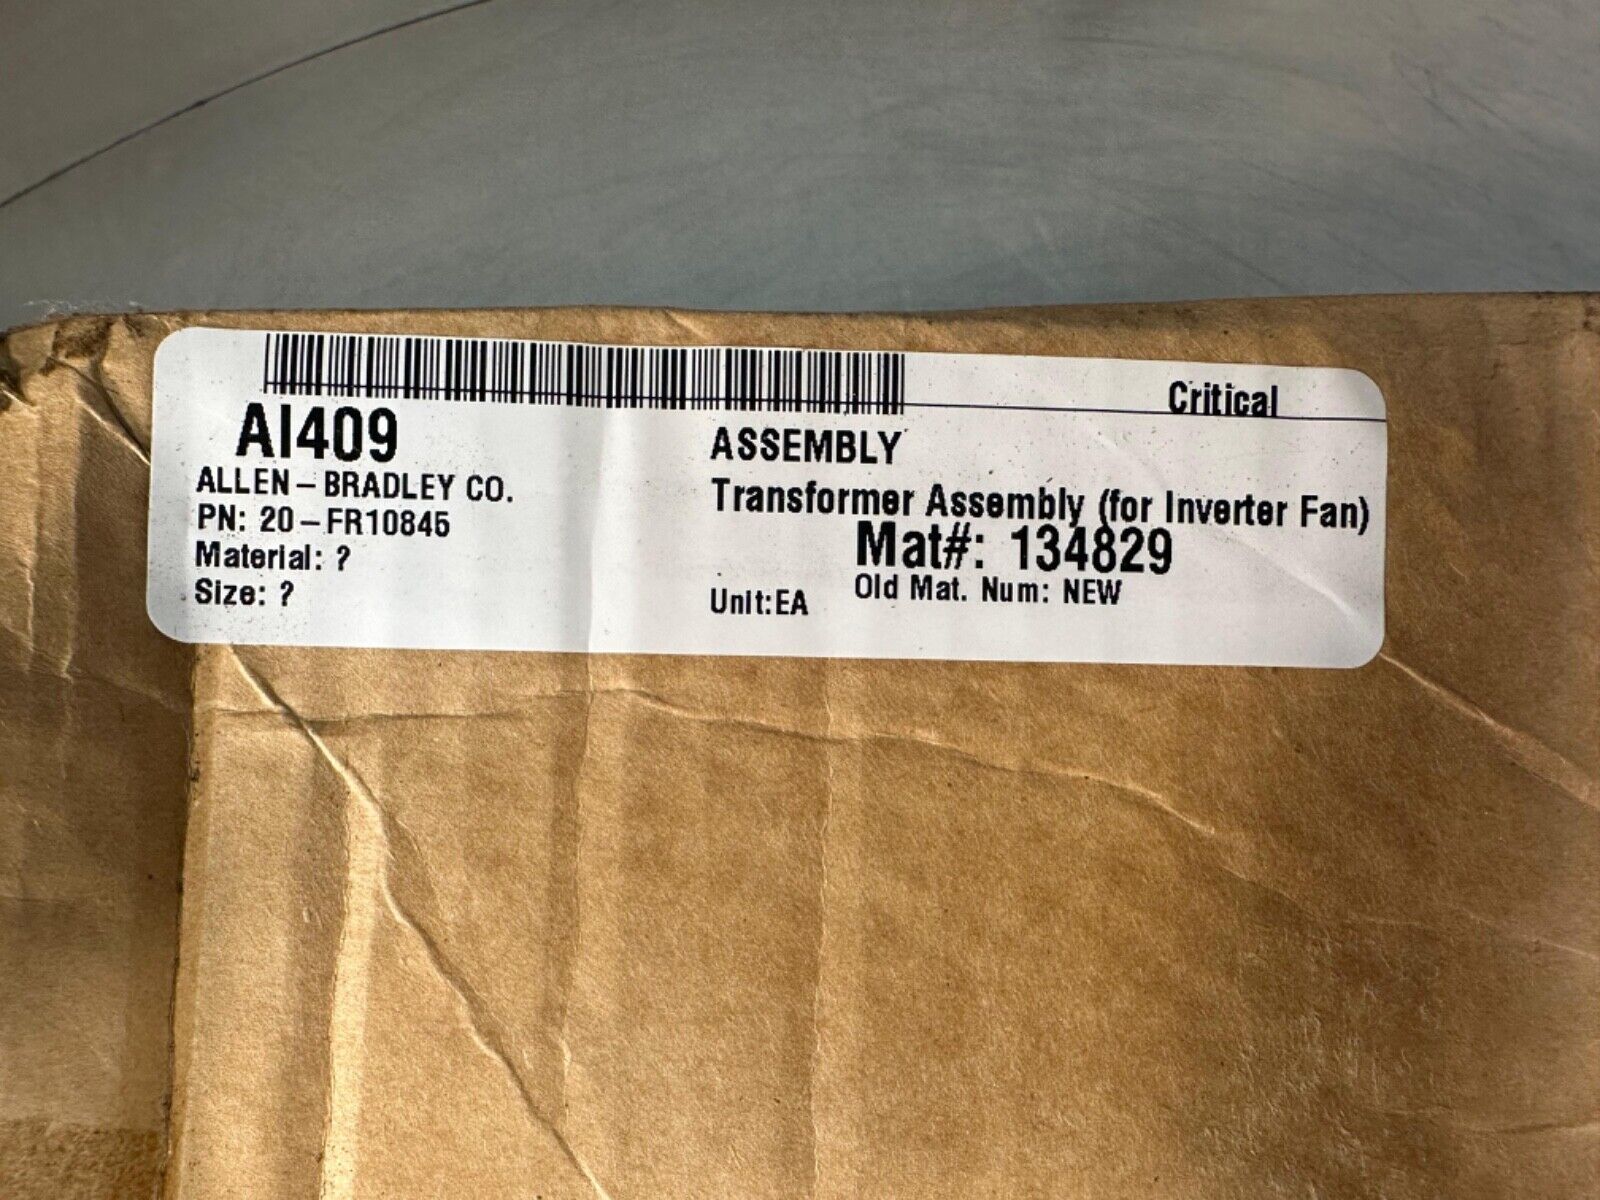 Critical
AI409
ALLEN-BRADLEY CO.
PN: 20-FR10845
Material: ?
Size: ?
ASSEMBLY
Transformer Assembly (for Inverter Fan)
Mat#: 134829
Old Mat. Num: NEW
Unit:EA